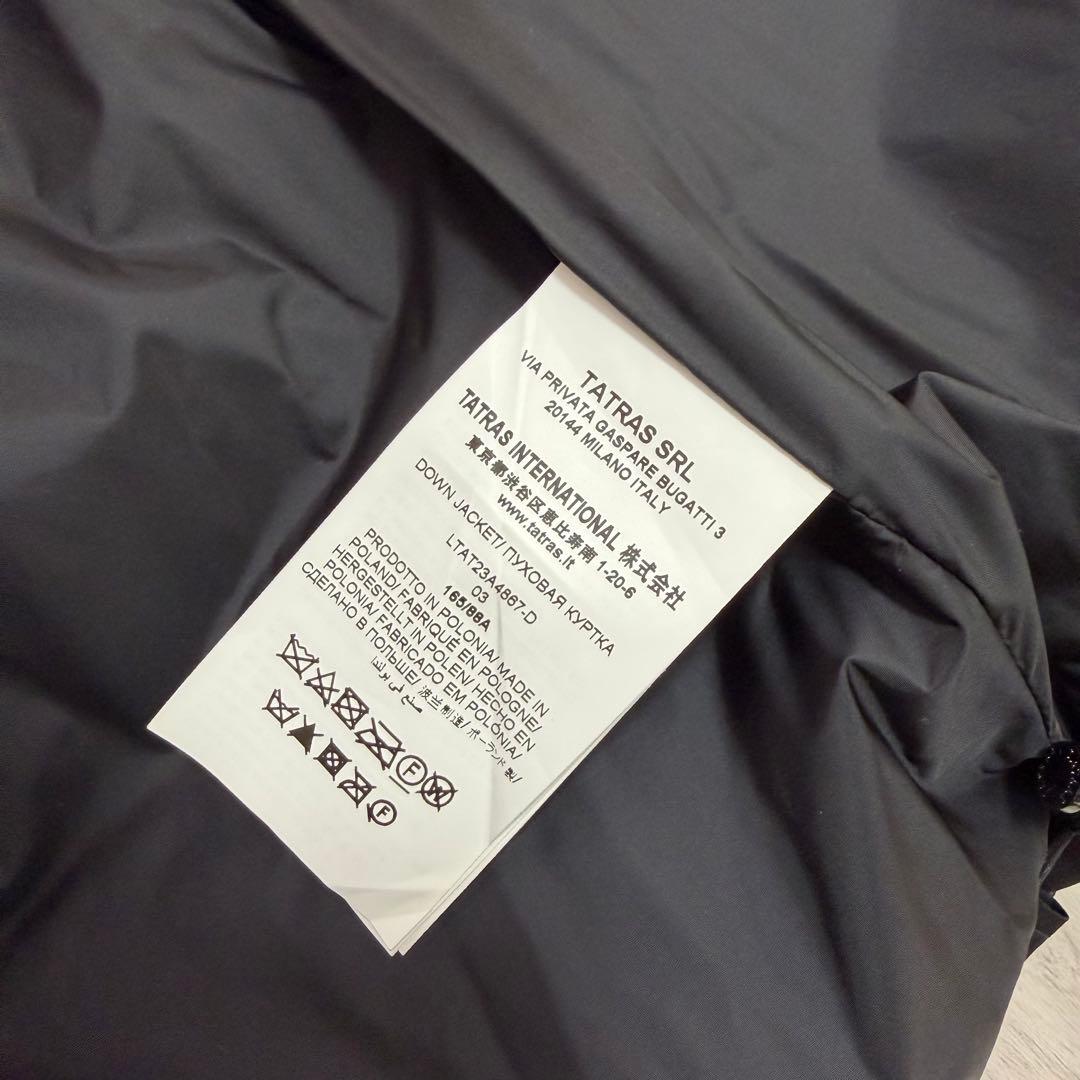 TATRAS SRL
VIA PRIVATA GASPARE BUGATTI 3
20144 MILANO ITALY
TATRAS INTERNATIONAL 株式会社
東京都渋谷区恵比寿南 1-20-6
www.tatras.it
DOWN JACKET/ ПУХОВАЯ КУРТКА
LTAT23A4867-D
03
165/88A
PRODOTTO IN POLONIA/ MADE IN
POLAND/ FABRIQUÉ EN POLOGNE/
HERGESTELLT IN POLEN/ HECHO EN
POLONIA/ FABRICADO EM POLÓNIA/
СДЕЛАНО В ПОЛЬШЕ/ 波兰制造/ ポーランド製/
F W
F